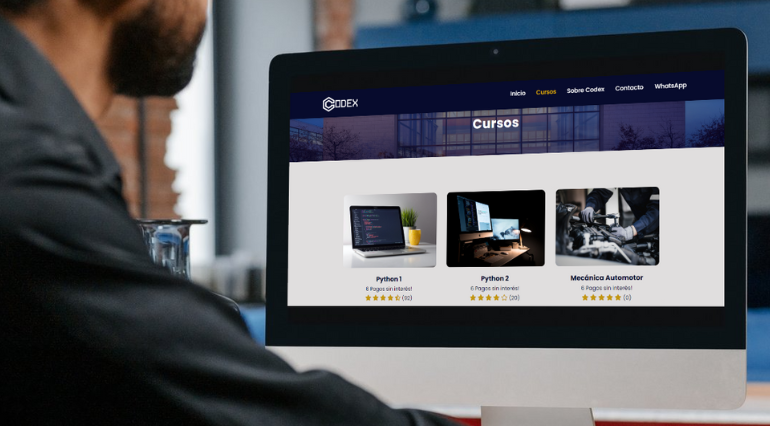 CODEX
Inicio Cursos Sobre Codex Contacto WhatsApp
Cursos
Python 1 Python 2 Mecánica Automotor
6 Pagos sin interés! 6 Pagos sin interés! 6 Pagos sin interés!
(20) (0)